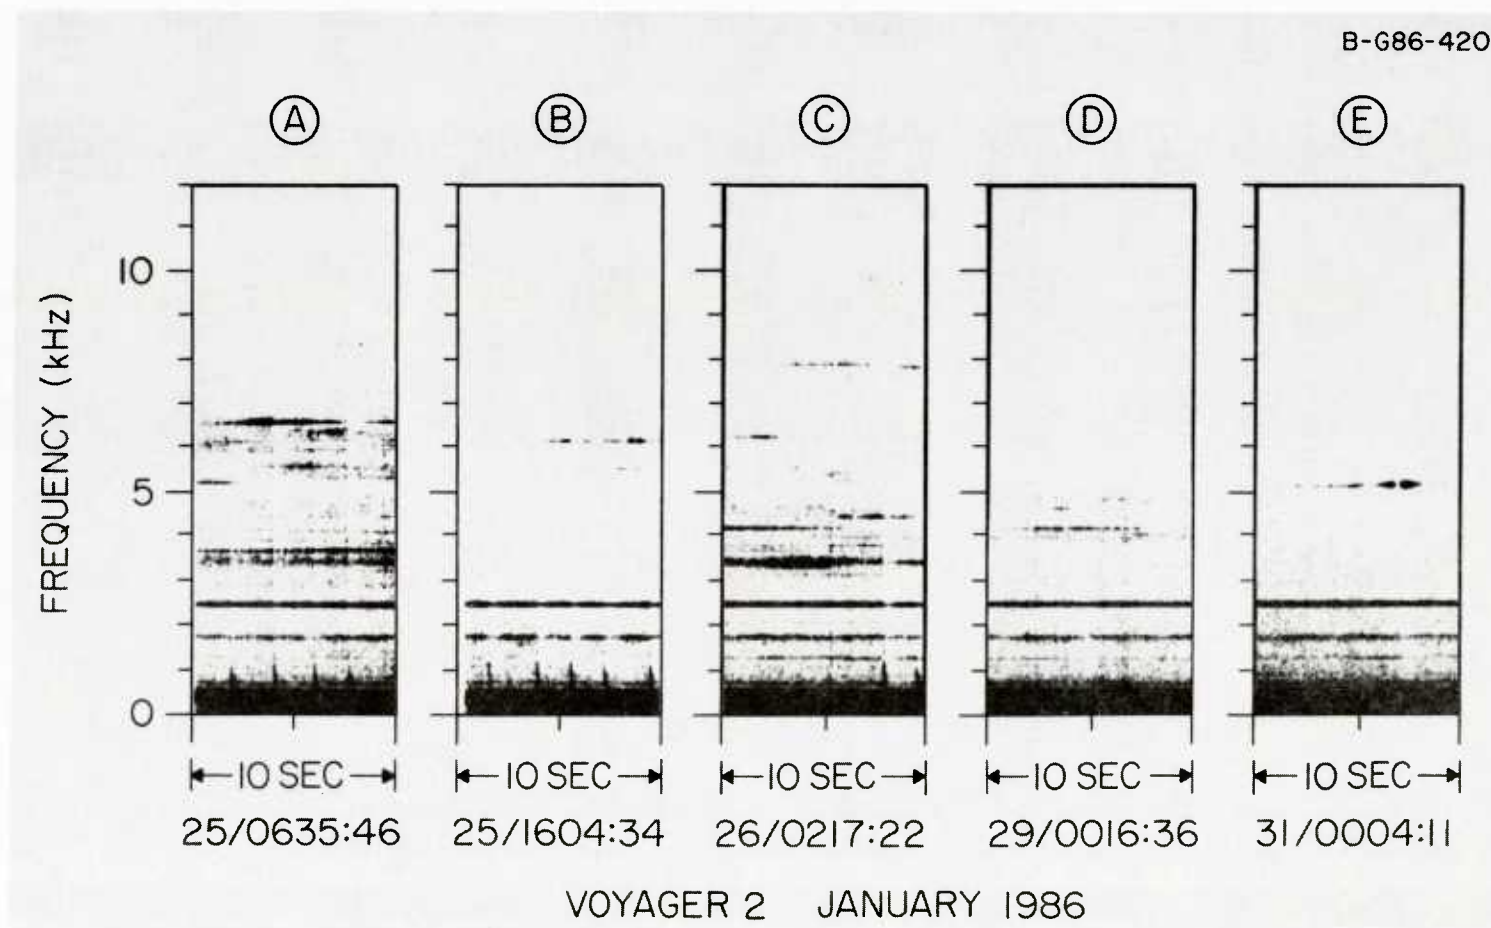 B-G86-420
A B C D E
FREQUENCY (kHz)
10
5
0
10 SEC 10 SEC 10 SEC 10 SEC 10 SEC
25/0635:46 25/1604:34 26/0217:22 29/0016:36 31/0004:11
VOYAGER 2 JANUARY 1986